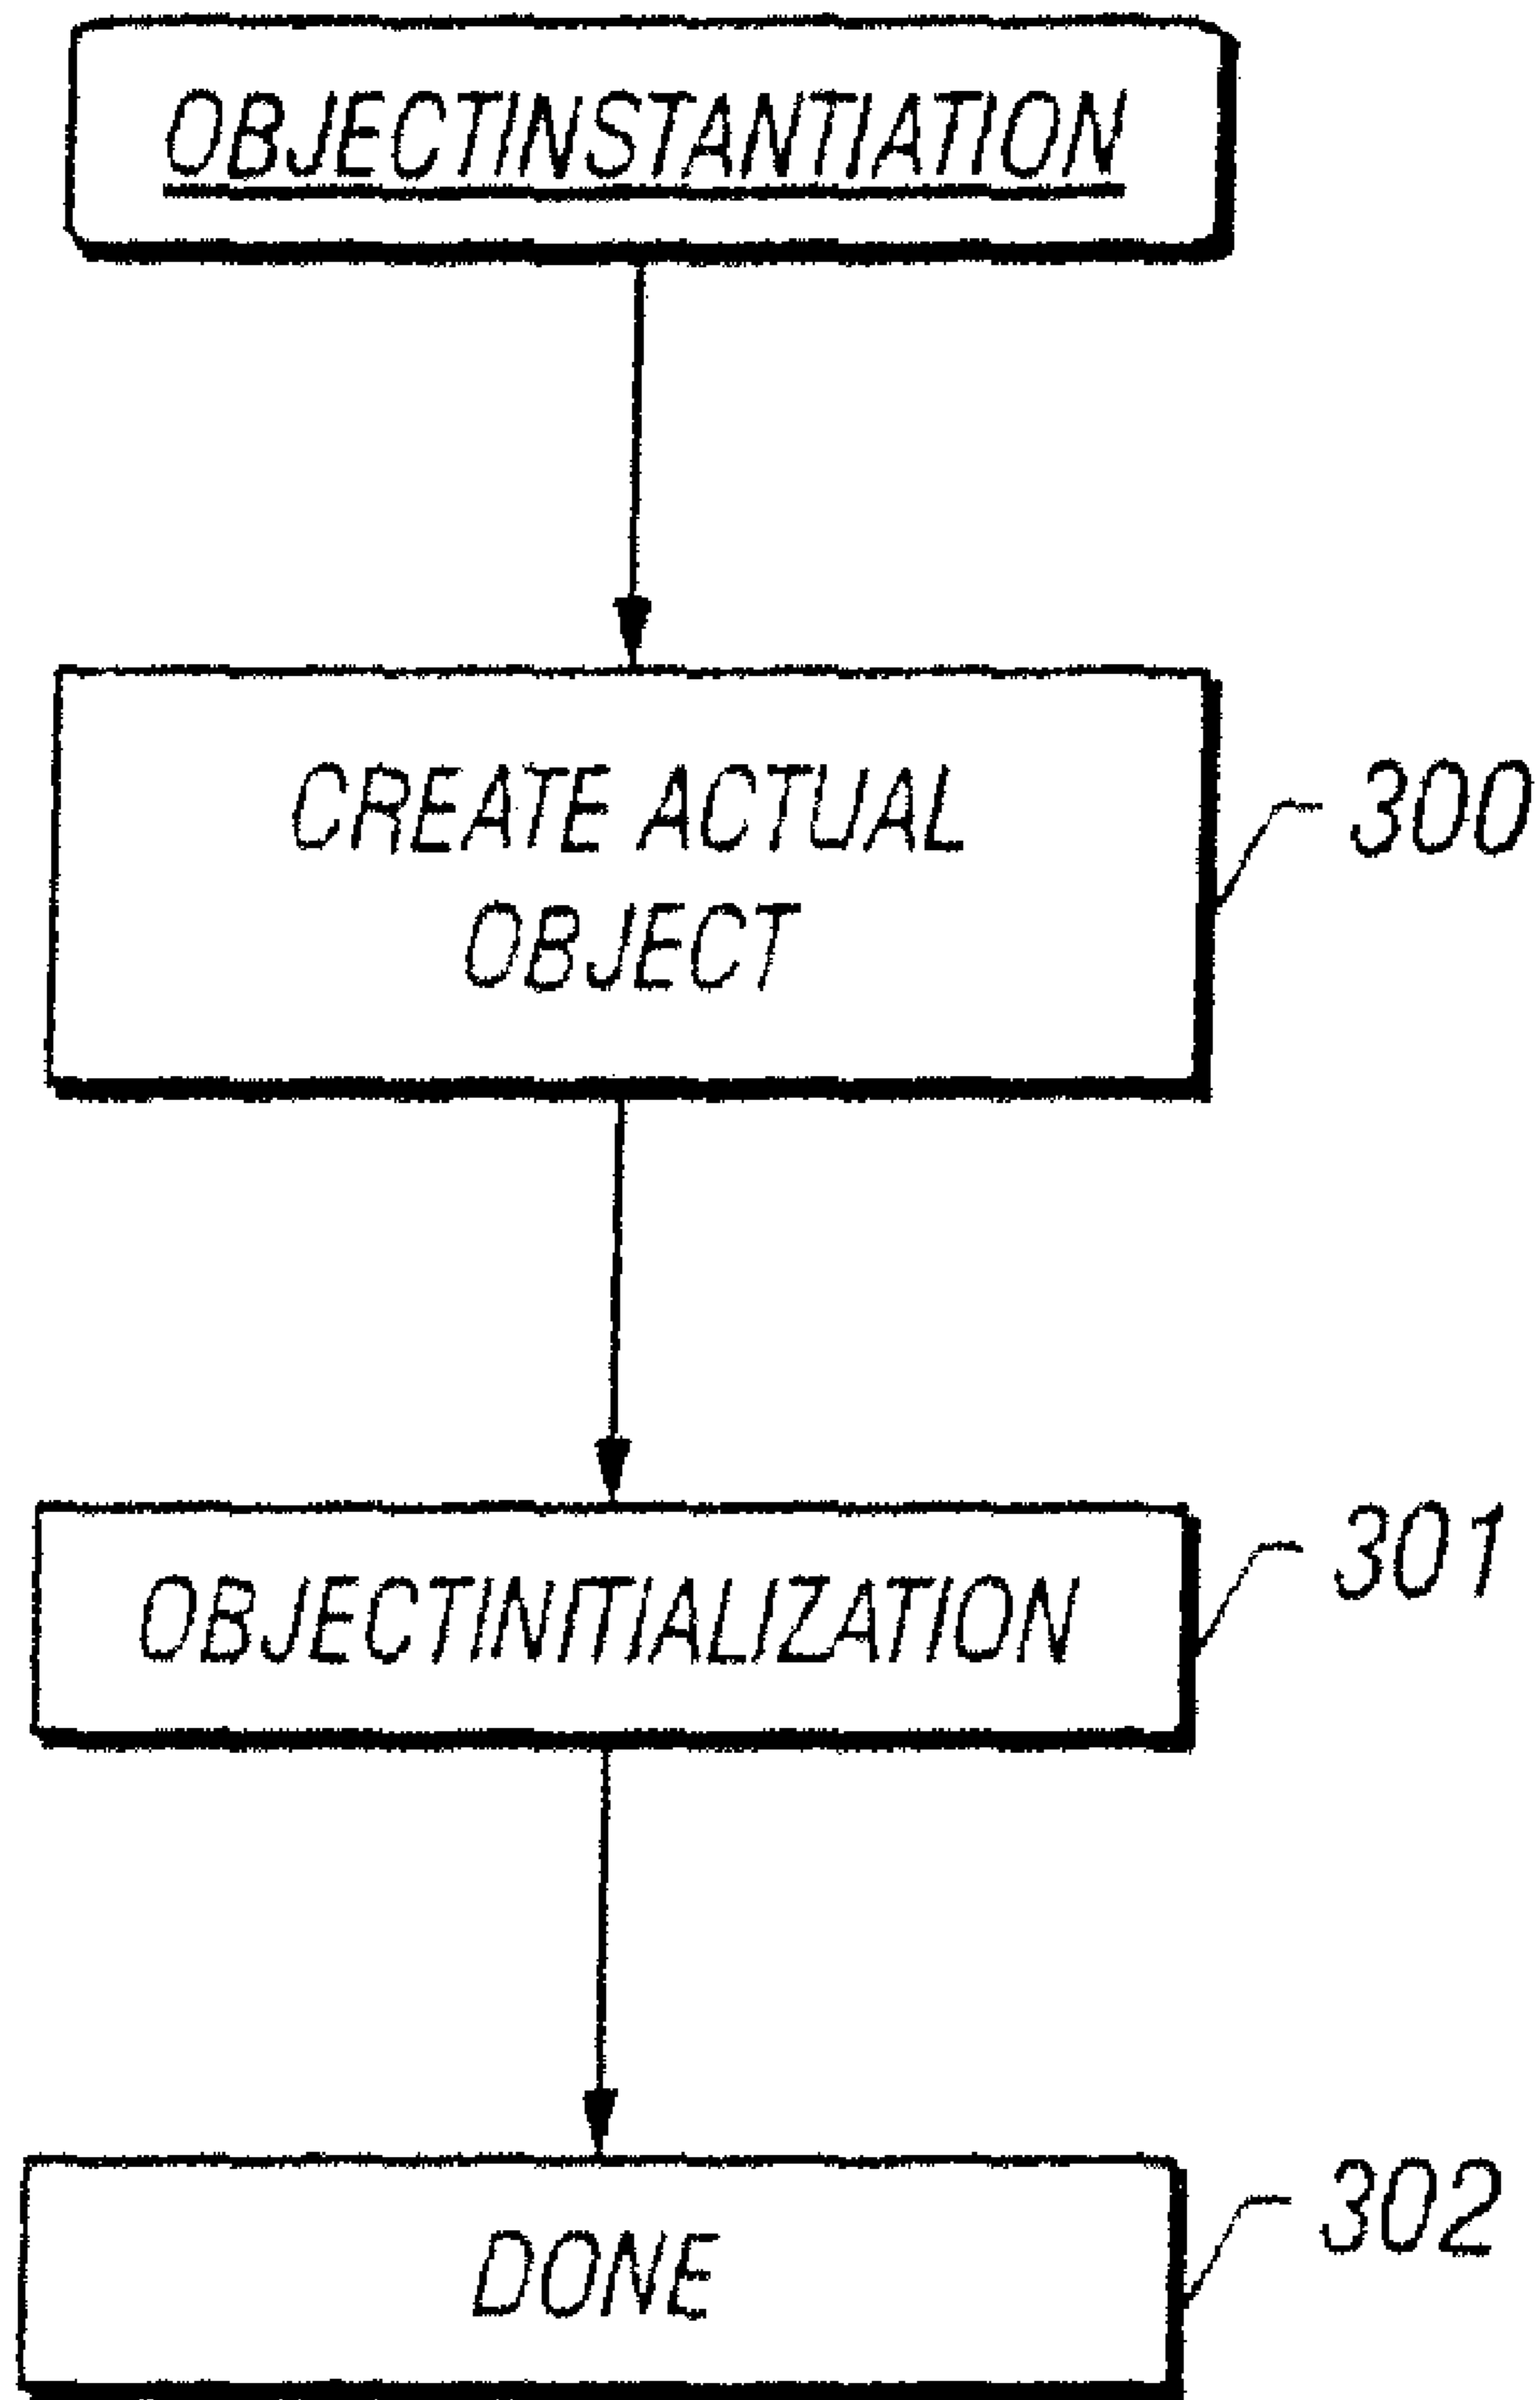 OBJECTINSTANTIATION
CREATE ACTUAL
OBJECT
300
OBJECTINITIALIZATION
301
DONE
302